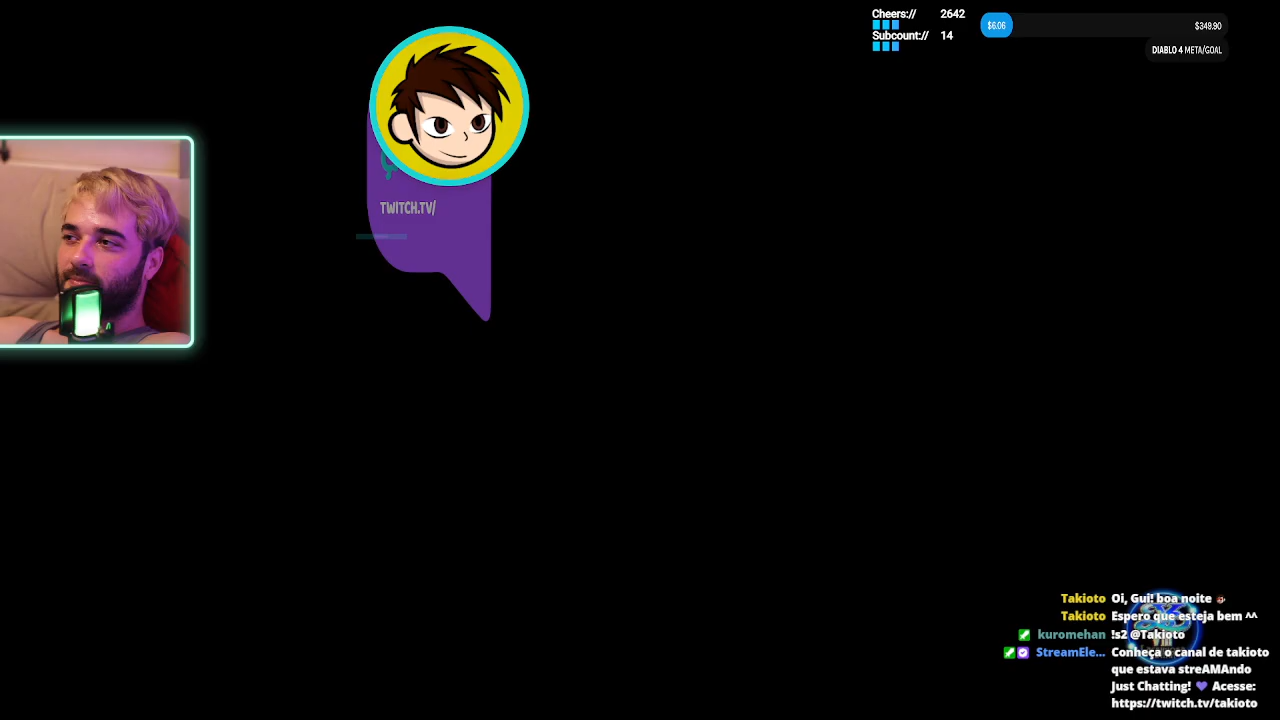 Cheers:// 2642
Subcount:// 14
$6.06 $349.90
DIABLO 4 META/GOAL
TWITCH.TV/
Takioto Oi, Gui! boa noite
Takioto Espero que esteja bem ^^
kuromehan !s2 @Takioto
StreamEle... Conheça o canal de takioto
que estava streAMAndo
Just Chatting! 💜 Acesse:
https://twitch.tv/takioto